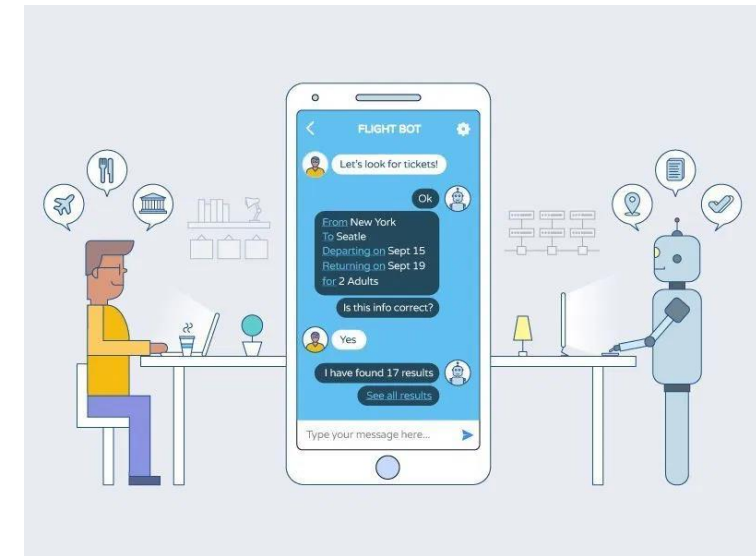 FLIGHT BOT
Let's look for tickets!
Ok
From New York
To Seatle
Departing on Sept 15
Returning on Sept 19
for 2 Adults
Is this info correct?
Yes
I have found 17 results
See all results
Type your message here...